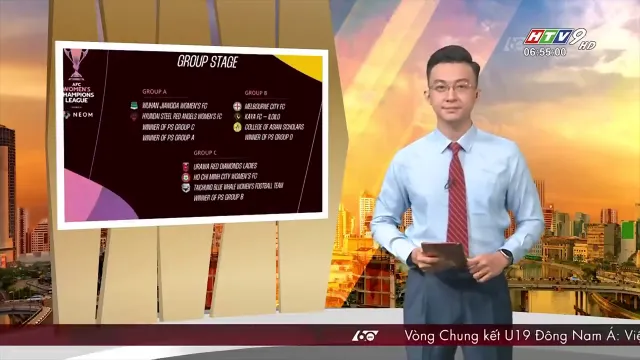 HTV9 HD
06:55:00
GROUP STAGE
AFC
WOMEN'S
CHAMPIONS
LEAGUE
NEOM
GROUP A
WUHAN JIANGDA WOMEN'S FC
HYUNDAI STEEL RED ANGELS WOMEN'S FC
WINNER OF PS GROUP C
WINNER OF PS GROUP A
GROUP B
MELBOURNE CITY FC
KAYA FC – ILOILO
COLLEGE OF ASIAN SCHOLARS
WINNER OF PS GROUP D
GROUP C
URAWA RED DIAMONDS LADIES
HO CHI MINH CITY WOMEN'S FC
TAICHUNG BLUE WHALE WOMEN'S FOOTBALL TEAM
WINNER OF PS GROUP B
60 Vòng Chung kết U19 Đông Nam Á: Việ